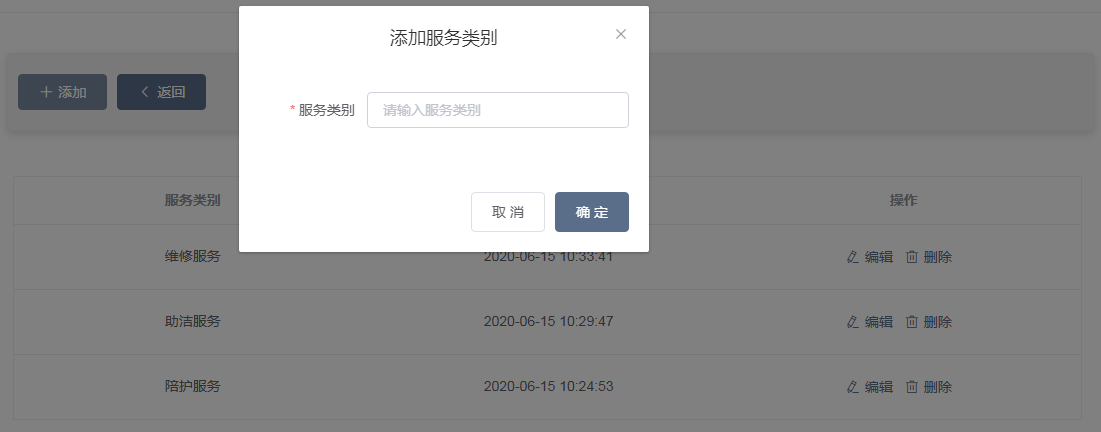 添加服务类别
添加 返回
* 服务类别 请输入服务类别
取 消 确 定
服务类别 操作
维修服务 2020-06-15 10:33:41 编辑 删除
助洁服务 2020-06-15 10:29:47 编辑 删除
陪护服务 2020-06-15 10:24:53 编辑 删除